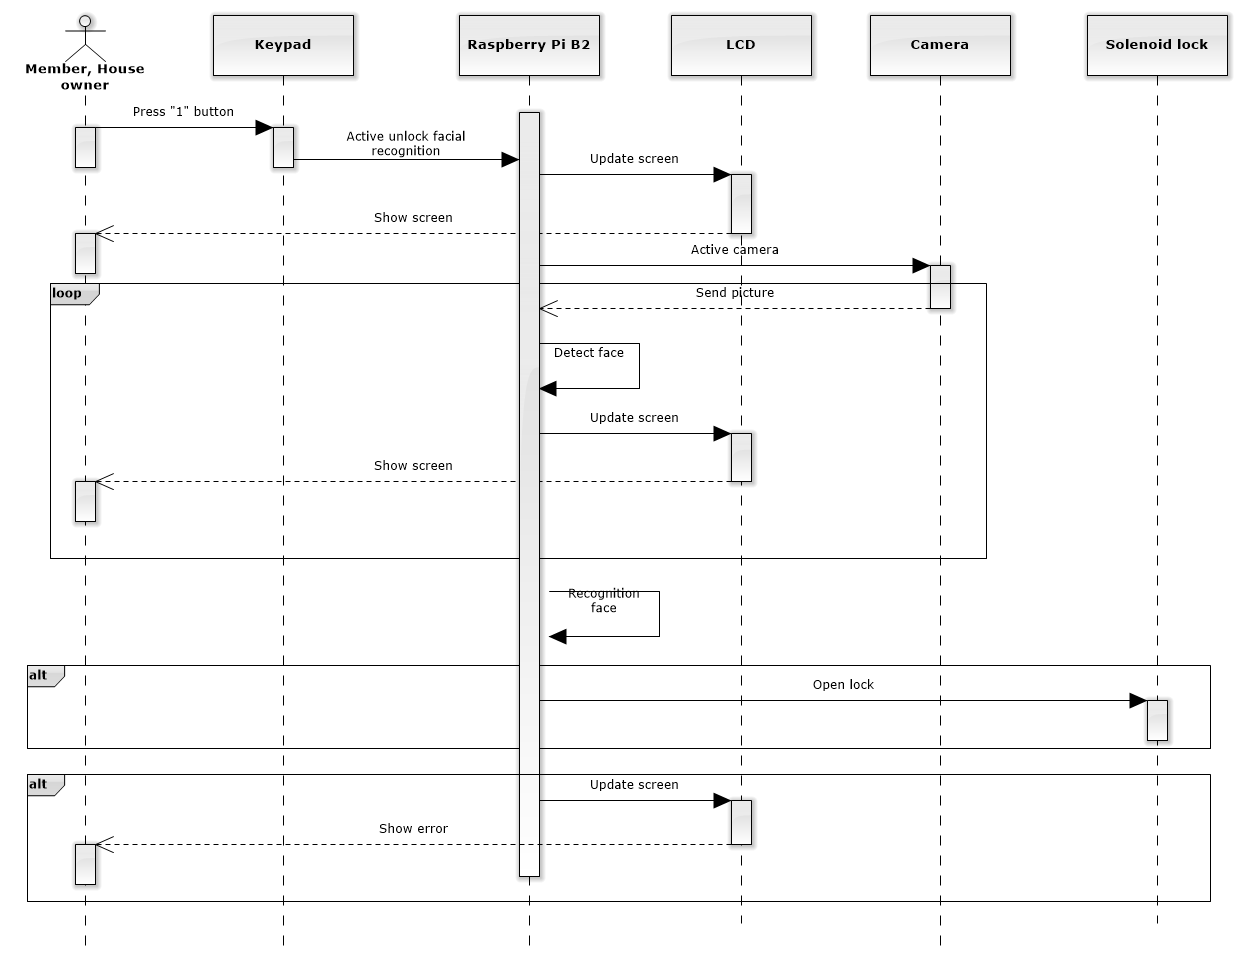 Member, House
owner
Keypad
Raspberry Pi B2
LCD
Camera
Solenoid lock
Press "1" button
Active unlock facial
recognition
Update screen
Show screen
Active camera
loop
Send picture
Detect face
Update screen
Show screen
Recognition
face
alt
Open lock
alt
Update screen
Show error